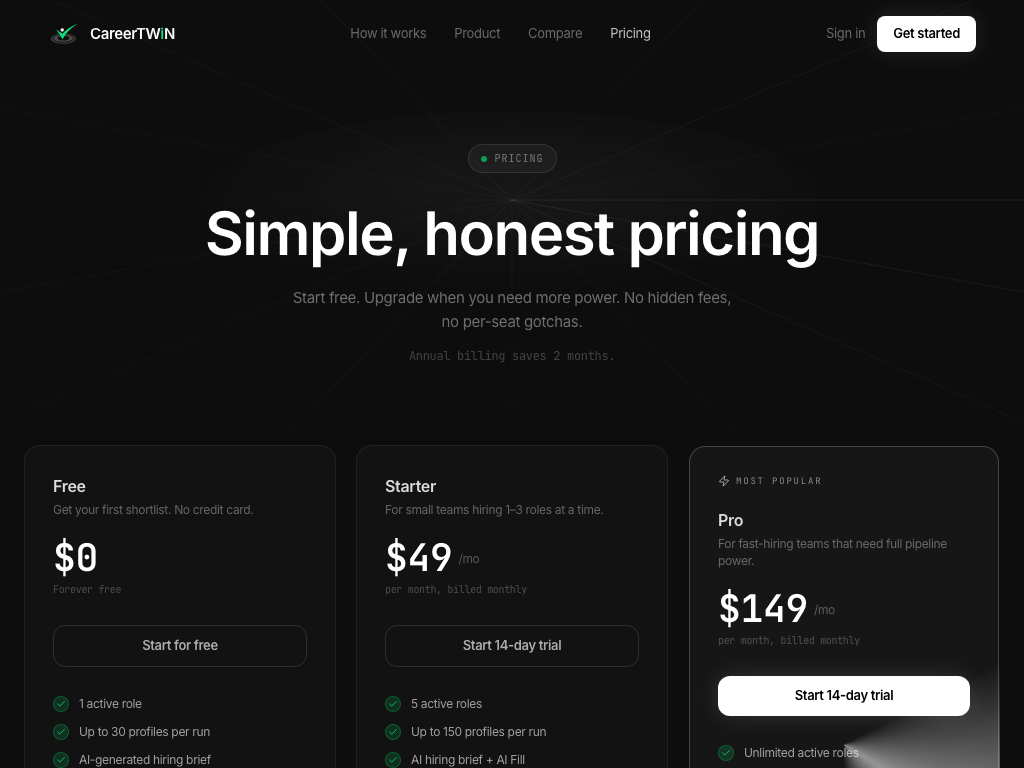 CareerTWiN
How it works
Product
Compare
Pricing
Sign in
Get started
PRICING
Simple, honest pricing
Start free. Upgrade when you need more power. No hidden fees,
no per-seat gotchas.
Annual billing saves 2 months.
Free
Get your first shortlist. No credit card.
$0
Forever free
Start for free
1 active role
Up to 30 profiles per run
AI-generated hiring brief
Starter
For small teams hiring 1–3 roles at a time.
$49 /mo
per month, billed monthly
Start 14-day trial
5 active roles
Up to 150 profiles per run
AI hiring brief + AI Fill
MOST POPULAR
Pro
For fast-hiring teams that need full pipeline
power.
$149 /mo
per month, billed monthly
Start 14-day trial
Unlimited active roles